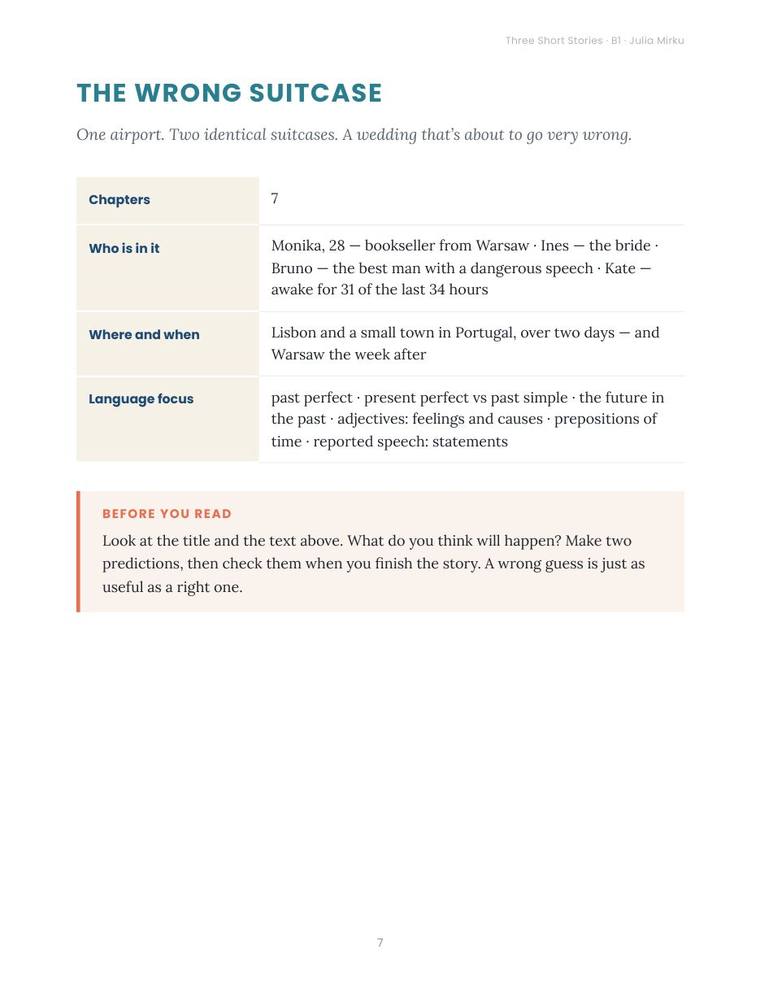 Three Short Stories · B1 · Julia Mirku
THE WRONG SUITCASE
One airport. Two identical suitcases. A wedding that’s about to go very wrong.
Chapters
7
Who is in it
Monika, 28 — bookseller from Warsaw · Ines — the bride ·
Bruno — the best man with a dangerous speech · Kate —
awake for 31 of the last 34 hours
Where and when
Lisbon and a small town in Portugal, over two days — and
Warsaw the week after
Language focus
past perfect · present perfect vs past simple · the future in
the past · adjectives: feelings and causes · prepositions of
time · reported speech: statements
BEFORE YOU READ
Look at the title and the text above. What do you think will happen? Make two
predictions, then check them when you finish the story. A wrong guess is just as
useful as a right one.
7